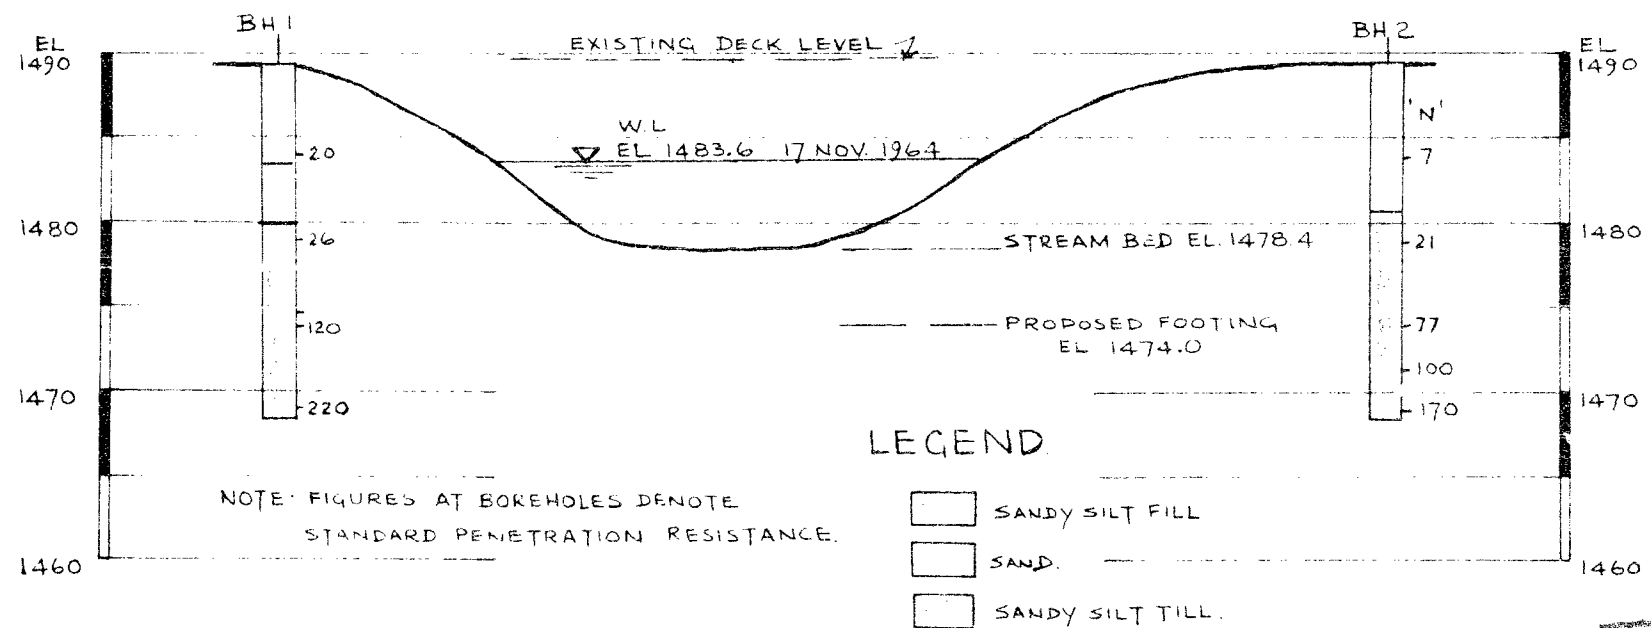 BH 1
BH 2
EL
1490
EXISTING DECK LEVEL
EL
1490
'N'
W.L
EL 1483.6 17 NOV. 1964
20
7
1480
26
STREAM BED EL. 1478.4
21
1480
120
PROPOSED FOOTING
EL 1474.0
77
100
1470
220
170
1470
LEGEND
NOTE: FIGURES AT BOREHOLES DENOTE
STANDARD PENETRATION RESISTANCE.
SANDY SILT FILL
SAND.
SANDY SILT TILL.
1460
1460